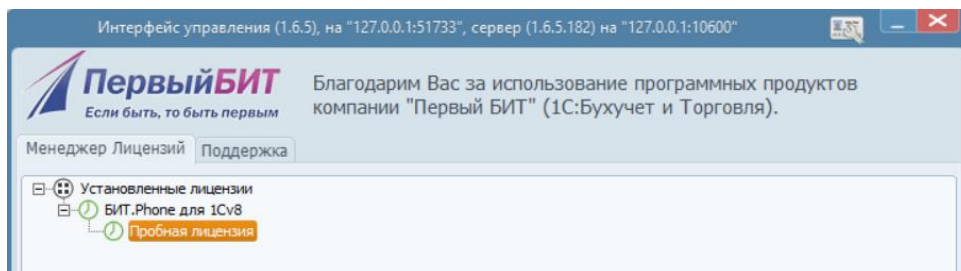 Интерфейс управления (1.6.5), на "127.0.0.1:51733", сервер (1.6.5.182) на "127.0.0.1:10600"
ПервыйБИТ
Если быть, то быть первым
Благодарим Вас за использование программных продуктов
компании "Первый БИТ" (1С:Бухучет и Торговля).
Менеджер Лицензий Поддержка
Установленные лицензии
БИТ.Phone для 1Cv8
Пробная лицензия